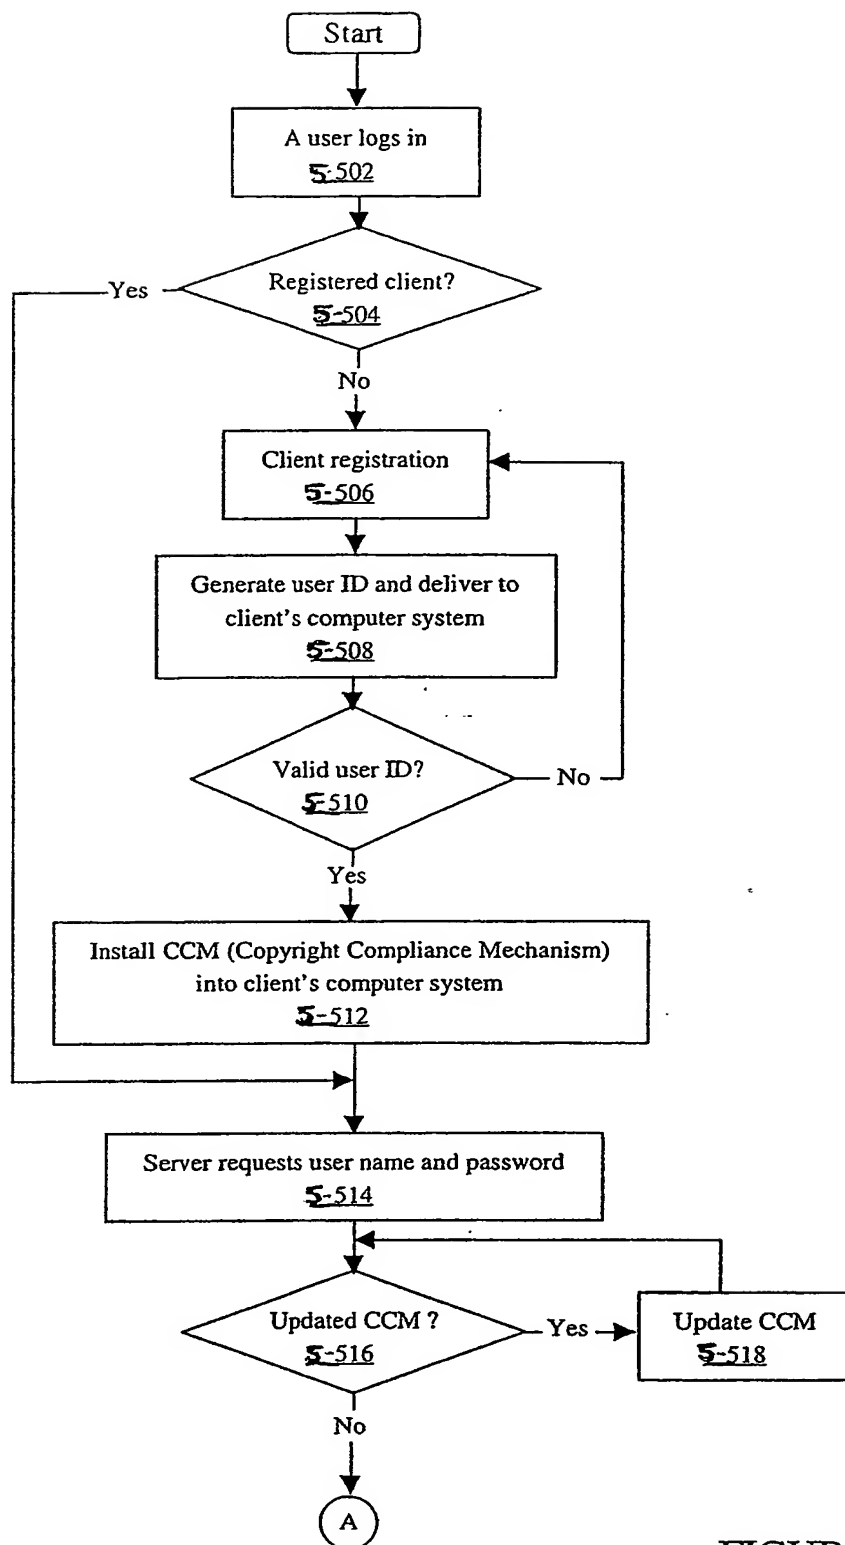 Start
A user logs in
5-502
Registered client?
5-504
Yes
No
Client registration
5-506
Generate user ID and deliver to
client's computer system
5-508
Valid user ID?
5-510
No
Yes
Install CCM (Copyright Compliance Mechanism)
into client's computer system
5-512
Server requests user name and password
5-514
Updated CCM ?
5-516
Yes
Update CCM
5-518
No
A